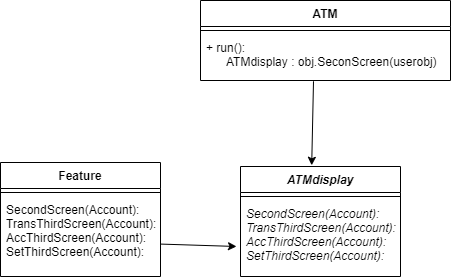 ATM
+ run():
ATMdisplay : obj.SeconScreen(userobj)
Feature
SecondScreen(Account):
TransThirdScreen(Account):
AccThirdScreen(Account):
SetThirdScreen(Account):
ATMdisplay
SecondScreen(Account):
TransThirdScreen(Account):
AccThirdScreen(Account):
SetThirdScreen(Account):